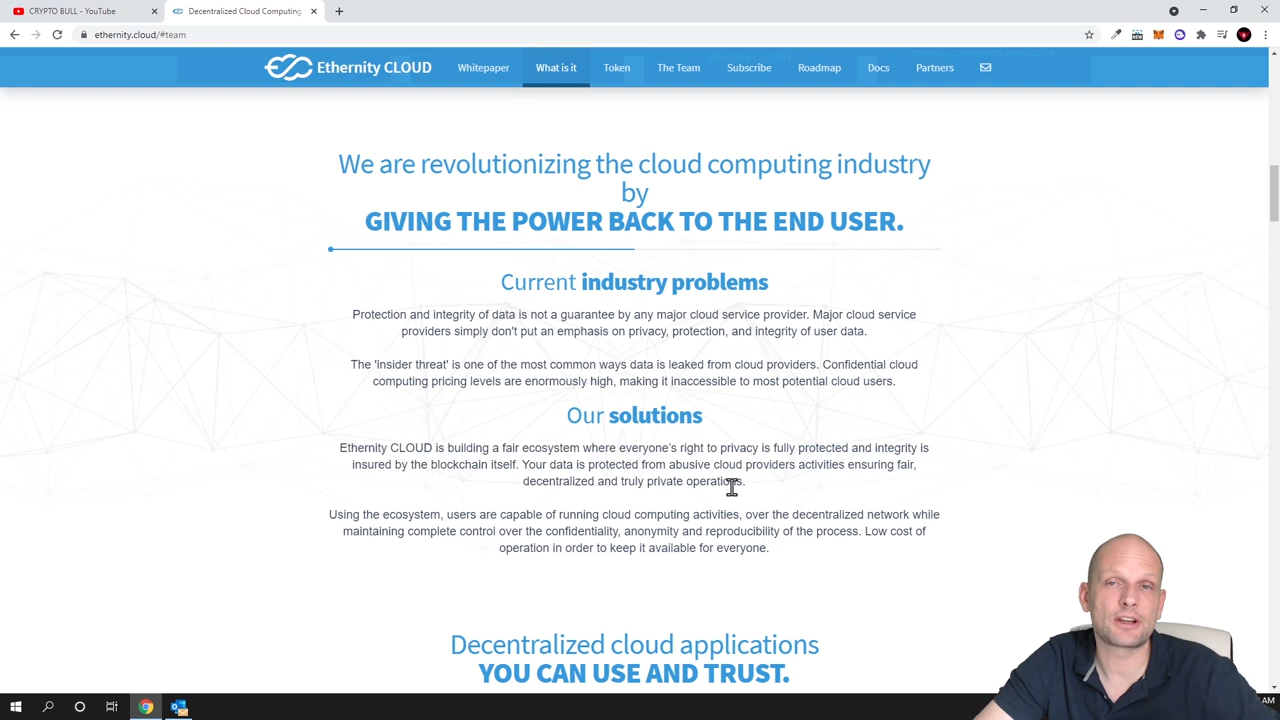 CRYPTO BULL - YouTube
Decentralized Cloud Computing
ethernity.cloud/#team
Ethernity CLOUD
Whitepaper
What is it
Token
The Team
Subscribe
Roadmap
Docs
Partners
We are revolutionizing the cloud computing industry
by
GIVING THE POWER BACK TO THE END USER.
Current industry problems
Protection and integrity of data is not a guarantee by any major cloud service provider. Major cloud service
providers simply don't put an emphasis on privacy, protection, and integrity of user data.
The 'insider threat' is one of the most common ways data is leaked from cloud providers. Confidential cloud
computing pricing levels are enormously high, making it inaccessible to most potential cloud users.
Our solutions
Ethernity CLOUD is building a fair ecosystem where everyone's right to privacy is fully protected and integrity is
insured by the blockchain itself. Your data is protected from abusive cloud providers activities ensuring fair,
decentralized and truly private operations.
Using the ecosystem, users are capable of running cloud computing activities, over the decentralized network while
maintaining complete control over the confidentiality, anonymity and reproducibility of the process. Low cost of
operation in order to keep it available for everyone.
Decentralized cloud applications
YOU CAN USE AND TRUST.
AM